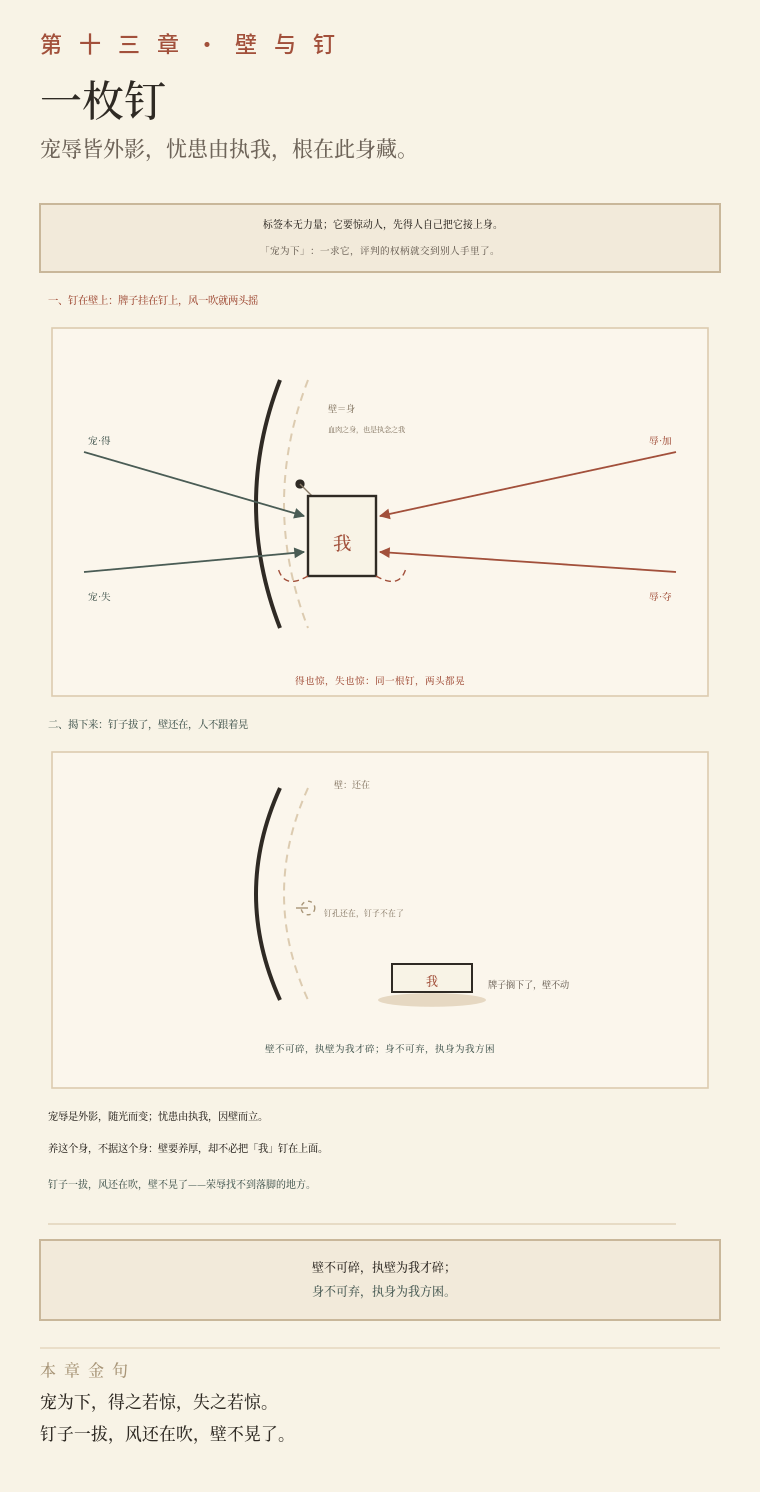 第十三章·壁与钉
一枚钉
宠辱皆外影，忧患由执我，根在此身藏。
标签本无力量；它要惊动人，先得人自己把它接上身。
「宠为下」：一求它，评判的权柄就交到别人手里了。
一、钉在壁上：牌子挂在钉上，风一吹就两头摇
壁＝身
血肉之身，也是执念之我
宠·得
辱·加
我
宠·失
辱·夺
得也惊，失也惊：同一根钉，两头都晃
二、揭下来：钉子拔了，壁还在，人不跟着晃
壁：还在
钉孔还在，钉子不在了
我
牌子搁下了，壁不动
壁不可碎，执壁为我才碎；身不可弃，执身为我方困
宠辱是外影，随光而变；忧患由执我，因壁而立。
养这个身，不据这个身：壁要养厚，却不必把「我」钉在上面。
钉子一拔，风还在吹，壁不晃了——荣辱找不到落脚的地方。
壁不可碎，执壁为我才碎；
身不可弃，执身为我方困。
本章金句
宠为下，得之若惊，失之若惊。
钉子一拔，风还在吹，壁不晃了。